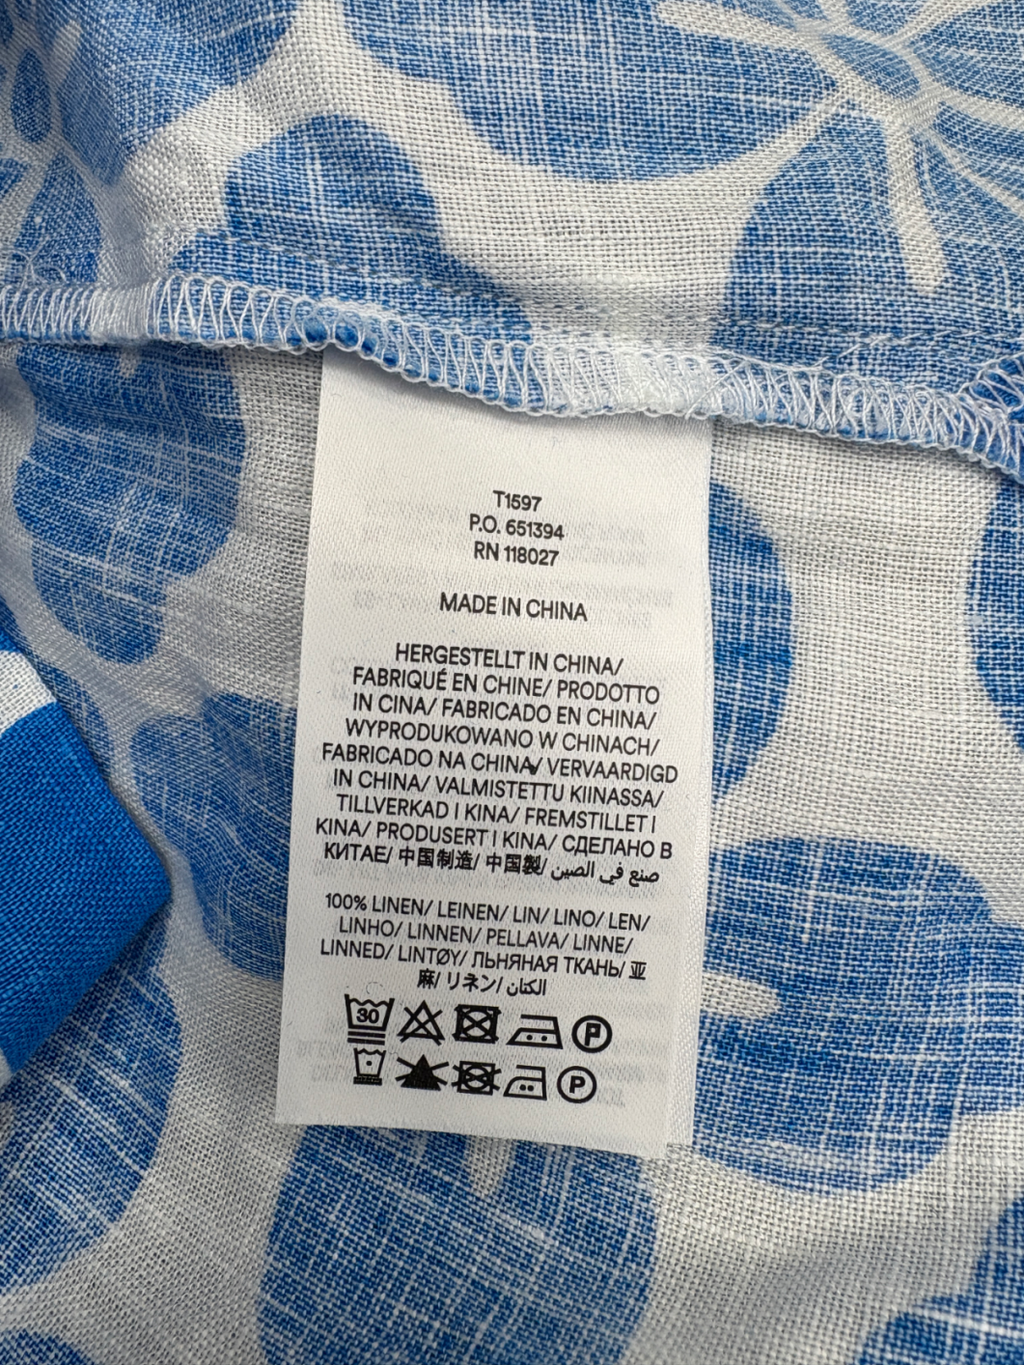 T1597
P.O. 651394
RN 118027
MADE IN CHINA
HERGESTELLT IN CHINA/
FABRIQUÉ EN CHINE/ PRODOTTO
IN CINA/ FABRICADO EN CHINA/
WYPRODUKOWANO W CHINACH/
FABRICADO NA CHINA/ VERVAARDIGD
IN CHINA/ VALMISTETTU KIINASSA/
TILLVERKAD I KINA/ FREMSTILLET I
KINA/ PRODUSERT I KINA/ СДЕЛАНО В
КИТАЕ/ 中国制造/ 中国製/ صنع في الصين
100% LINEN/ LEINEN/ LIN/ LINO/ LEN/
LINHO/ LINNEN/ PELLAVA/ LINNE/
LINNED/ LINTØY/ ЛЬНЯНАЯ ТКАНЬ/ 亚
麻/ リネン/ الكتان
30 P
P